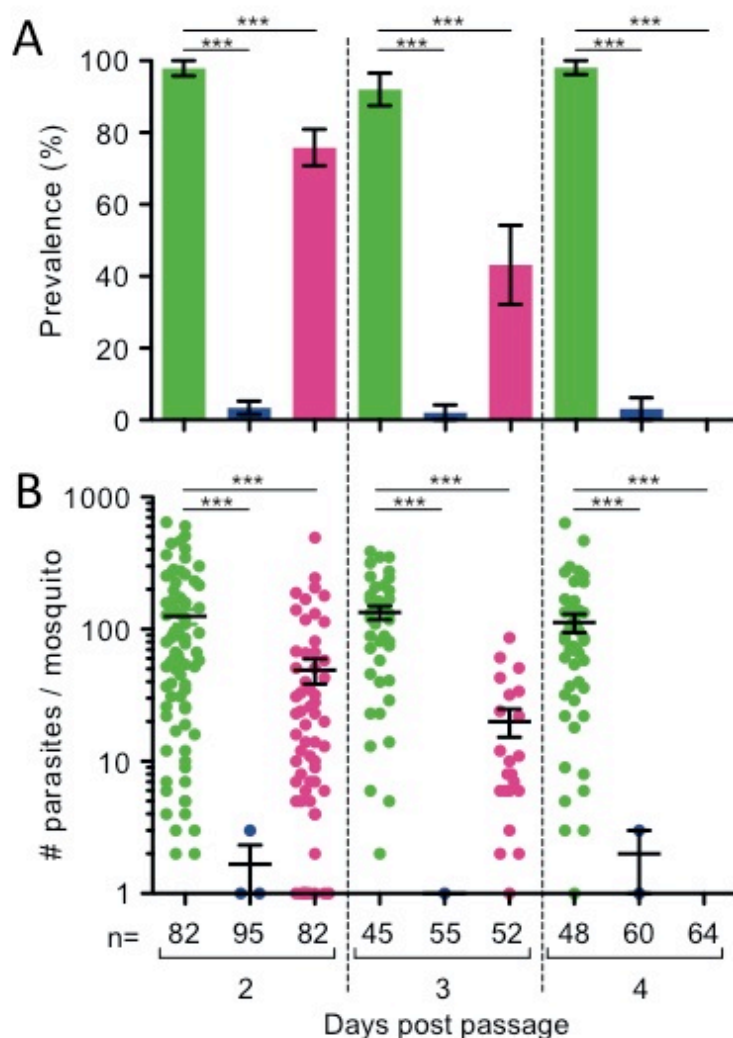 A
*** *** ***
*** *** ***
Prevalence (%)
100
80
60
40
20
0
B
*** *** ***
*** *** ***
# parasites / mosquito
1000
100
10
1
n= 82 95 82 45 55 52 48 60 64
2 3 4
Days post passage